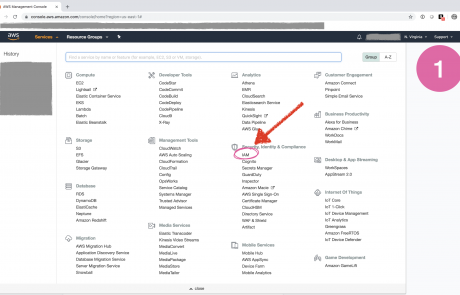 AWS Management Console
console.aws.amazon.com/console/home?region=us-east-1#
aws
Services
Resource Groups
N. Virginia
Support
History
Find a service by name or feature (for example, EC2, S3 or VM, storage).
Group
A-Z
1
Compute
EC2
Lightsail
Elastic Container Service
EKS
Lambda
Batch
Elastic Beanstalk
Storage
S3
EFS
Glacier
Storage Gateway
Database
RDS
DynamoDB
ElastiCache
Neptune
Amazon Redshift
Migration
AWS Migration Hub
Application Discovery Service
Database Migration Service
Server Migration Service
Snowball
Developer Tools
CodeStar
CodeCommit
CodeBuild
CodeDeploy
CodePipeline
Cloud9
X-Ray
Management Tools
CloudWatch
AWS Auto Scaling
CloudFormation
CloudTrail
Config
OpsWorks
Service Catalog
Systems Manager
Trusted Advisor
Managed Services
Media Services
Elastic Transcoder
Kinesis Video Streams
MediaConvert
MediaLive
MediaPackage
MediaStore
MediaTailor
Analytics
Athena
EMR
CloudSearch
Elasticsearch Service
Kinesis
QuickSight
Data Pipeline
AWS Glue
Security, Identity & Compliance
IAM
Cognito
Secrets Manager
GuardDuty
Inspector
Amazon Macie
AWS Single Sign-On
Certificate Manager
CloudHSM
Directory Service
WAF & Shield
Artifact
Mobile Services
Mobile Hub
AWS AppSync
Device Farm
Mobile Analytics
Customer Engagement
Amazon Connect
Pinpoint
Simple Email Service
Business Productivity
Alexa for Business
Amazon Chime
WorkDocs
WorkMail
Desktop & App Streaming
WorkSpaces
AppStream 2.0
Internet Of Things
IoT Core
IoT 1-Click
IoT Device Management
IoT Analytics
Greengrass
Amazon FreeRTOS
IoT Device Defender
Game Development
Amazon GameLift
close